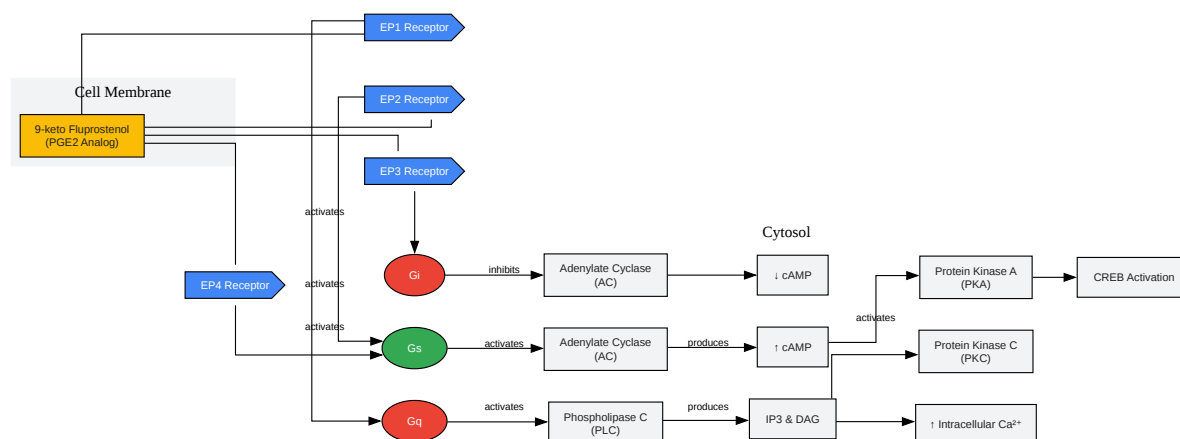 EP1 Receptor
Cell Membrane
EP2 Receptor
9-keto Fluprostenol
(PGE2 Analog)
EP3 Receptor
activates
Cytosol
Gi
inhibits
Adenylate Cyclase
(AC)
↓ cAMP
Protein Kinase A
(PKA)
CREB Activation
EP4 Receptor
activates
activates
activates
Gs
activates
Adenylate Cyclase
(AC)
produces
↑ cAMP
Protein Kinase C
(PKC)
Gq
activates
Phospholipase C
(PLC)
produces
IP3 & DAG
↑ Intracellular Ca²⁺